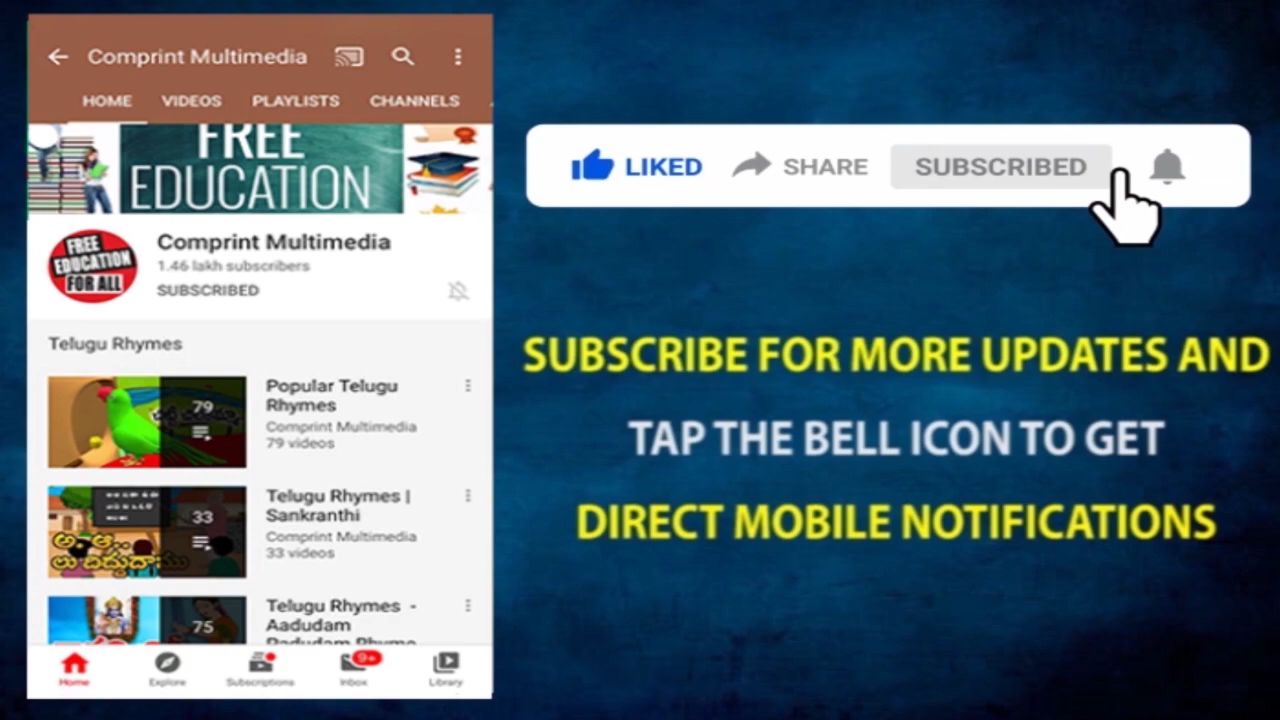 Comprint Multimedia
HOME VIDEOS PLAYLISTS CHANNELS
FREE
EDUCATION
FREE
EDUCATION
FOR ALL
Comprint Multimedia
1.46 lakh subscribers
SUBSCRIBED
Telugu Rhymes
79
Popular Telugu
Rhymes
Comprint Multimedia
79 videos
33
Telugu Rhymes |
Sankranthi
Comprint Multimedia
33 videos
75
Telugu Rhymes -
Aadudam
Padudam Rhyme
Home Explore Subscriptions 9+ Inbox Library
LIKED SHARE SUBSCRIBED
SUBSCRIBE FOR MORE UPDATES AND
TAP THE BELL ICON TO GET
DIRECT MOBILE NOTIFICATIONS